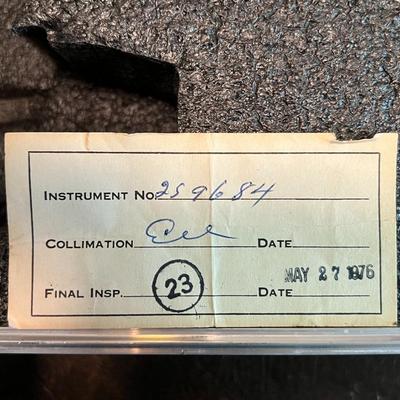 INSTRUMENT NO. 259684
COLLIMATION DATE
FINAL INSP. 23 DATE MAY 27 1976